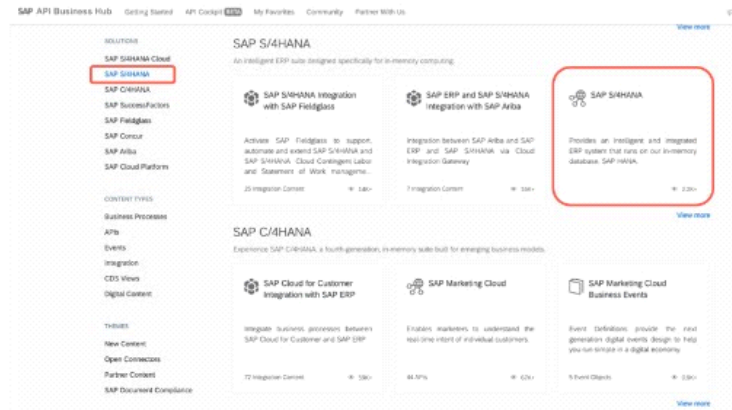 SAP API Business Hub Getting Started API Cockpit BETA My Favorites Community Partner With Us
View more
SOLUTIONS
SAP S/4HANA Cloud
SAP S/4HANA
SAP C/4HANA
SAP SuccessFactors
SAP Fieldglass
SAP Concur
SAP Ariba
SAP Cloud Platform
CONTENT TYPES
Business Processes
APIs
Events
Integration
CDS Views
Digital Content
THEMES
New Content
Open Connectors
Partner Content
SAP Document Compliance
SAP S/4HANA
An intelligent ERP suite designed specifically for in-memory computing.
SAP S/4HANA Integration
with SAP Fieldglass
Activate SAP Fieldglass to support,
automate and extend SAP S/4HANA and
SAP S/4HANA Cloud Contingent Labor
and Statement of Work manageme...
25 Integration Content
SAP ERP and SAP S/4HANA
Integration with SAP Ariba
Integration between SAP Ariba and SAP
ERP and SAP S/4HANA via Cloud
Integration Gateway
7 Integration Content
SAP S/4HANA
Provides an intelligent and integrated
ERP system that runs on our in-memory
database, SAP HANA.
View more
SAP C/4HANA
Experience SAP C/4HANA, a fourth-generation, in-memory suite built for emerging business models.
SAP Cloud for Customer
Integration with SAP ERP
Integrate business processes between
SAP Cloud for Customer and SAP ERP
72 Integration Content
SAP Marketing Cloud
Enables marketers to understand the
real-time intent of individual customers.
44 APIs
SAP Marketing Cloud
Business Events
Event Definitions provide the next
generation digital events design to help
you run simple in a digital economy.
5 Event Objects
View more